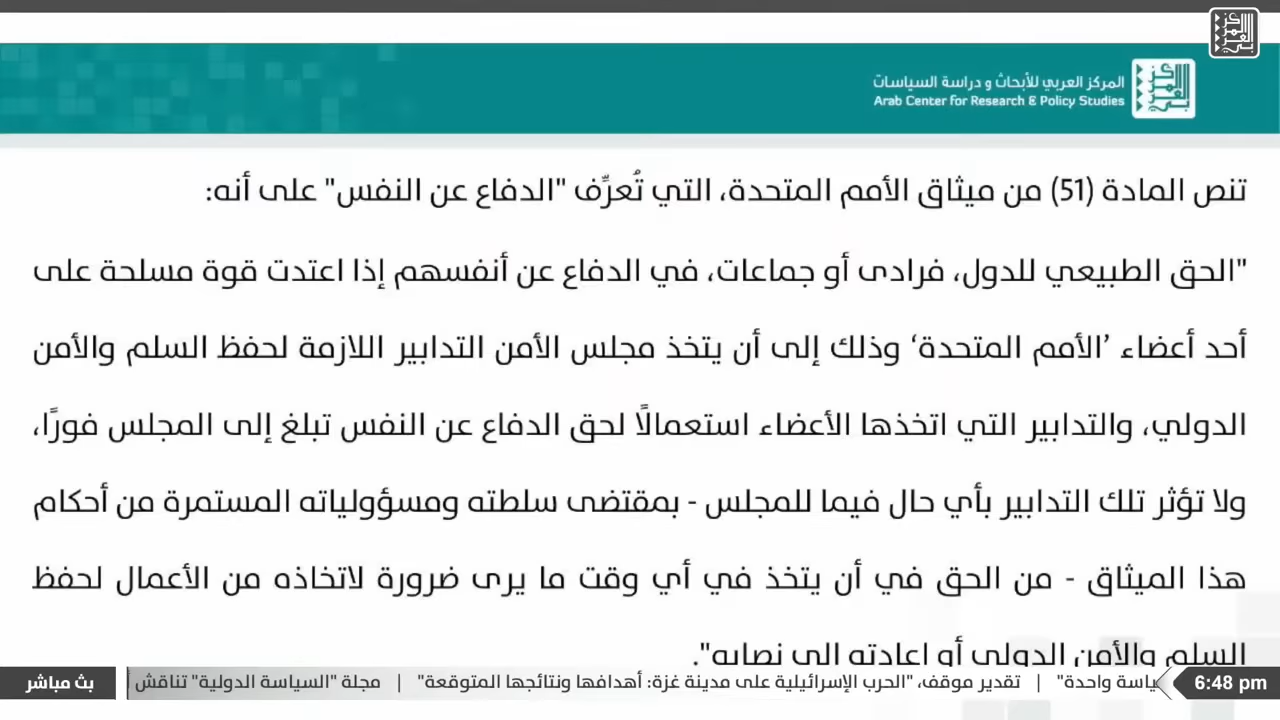 المركز العربي للأبحاث و دراسة السياسات
Arab Center for Research & Policy Studies
تنص المادة (51) من ميثاق الأمم المتحدة، التي تُعرِّف "الدفاع عن النفس" على أنه:
"الحق الطبيعي للدول، فرادى أو جماعات، في الدفاع عن أنفسهم إذا اعتدت قوة مسلحة على
أحد أعضاء ’الأمم المتحدة‘ وذلك إلى أن يتخذ مجلس الأمن التدابير اللازمة لحفظ السلم والأمن
الدولي، والتدابير التي اتخذها الأعضاء استعمالًا لحق الدفاع عن النفس تبلغ إلى المجلس فورًا،
ولا تؤثر تلك التدابير بأي حال فيما للمجلس - بمقتضى سلطته ومسؤولياته المستمرة من أحكام
هذا الميثاق - من الحق في أن يتخذ في أي وقت ما يرى ضرورة لاتخاذه من الأعمال لحفظ
السلم والأمن الدولي أو إعادته إلى نصابه".
6:48 pm
ياسة واحدة" | تقدير موقف، "الحرب الإسرائيلية على مدينة غزة: أهدافها ونتائجها المتوقعة" | مجلة "السياسة الدولية" تناقش
بث مباشر